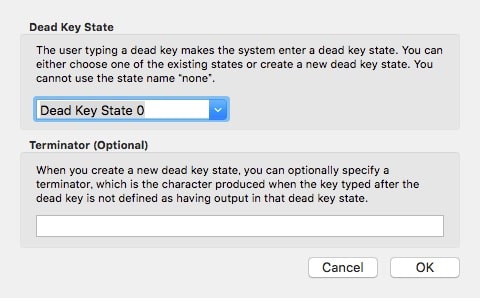 Dead Key State
The user typing a dead key makes the system enter a dead key state. You can
either choose one of the existing states or create a new dead key state. You
cannot use the state name “none”.
Dead Key State 0
Terminator (Optional)
When you create a new dead key state, you can optionally specify a
terminator, which is the character produced when the key typed after the
dead key is not defined as having output in that dead key state.
Cancel OK